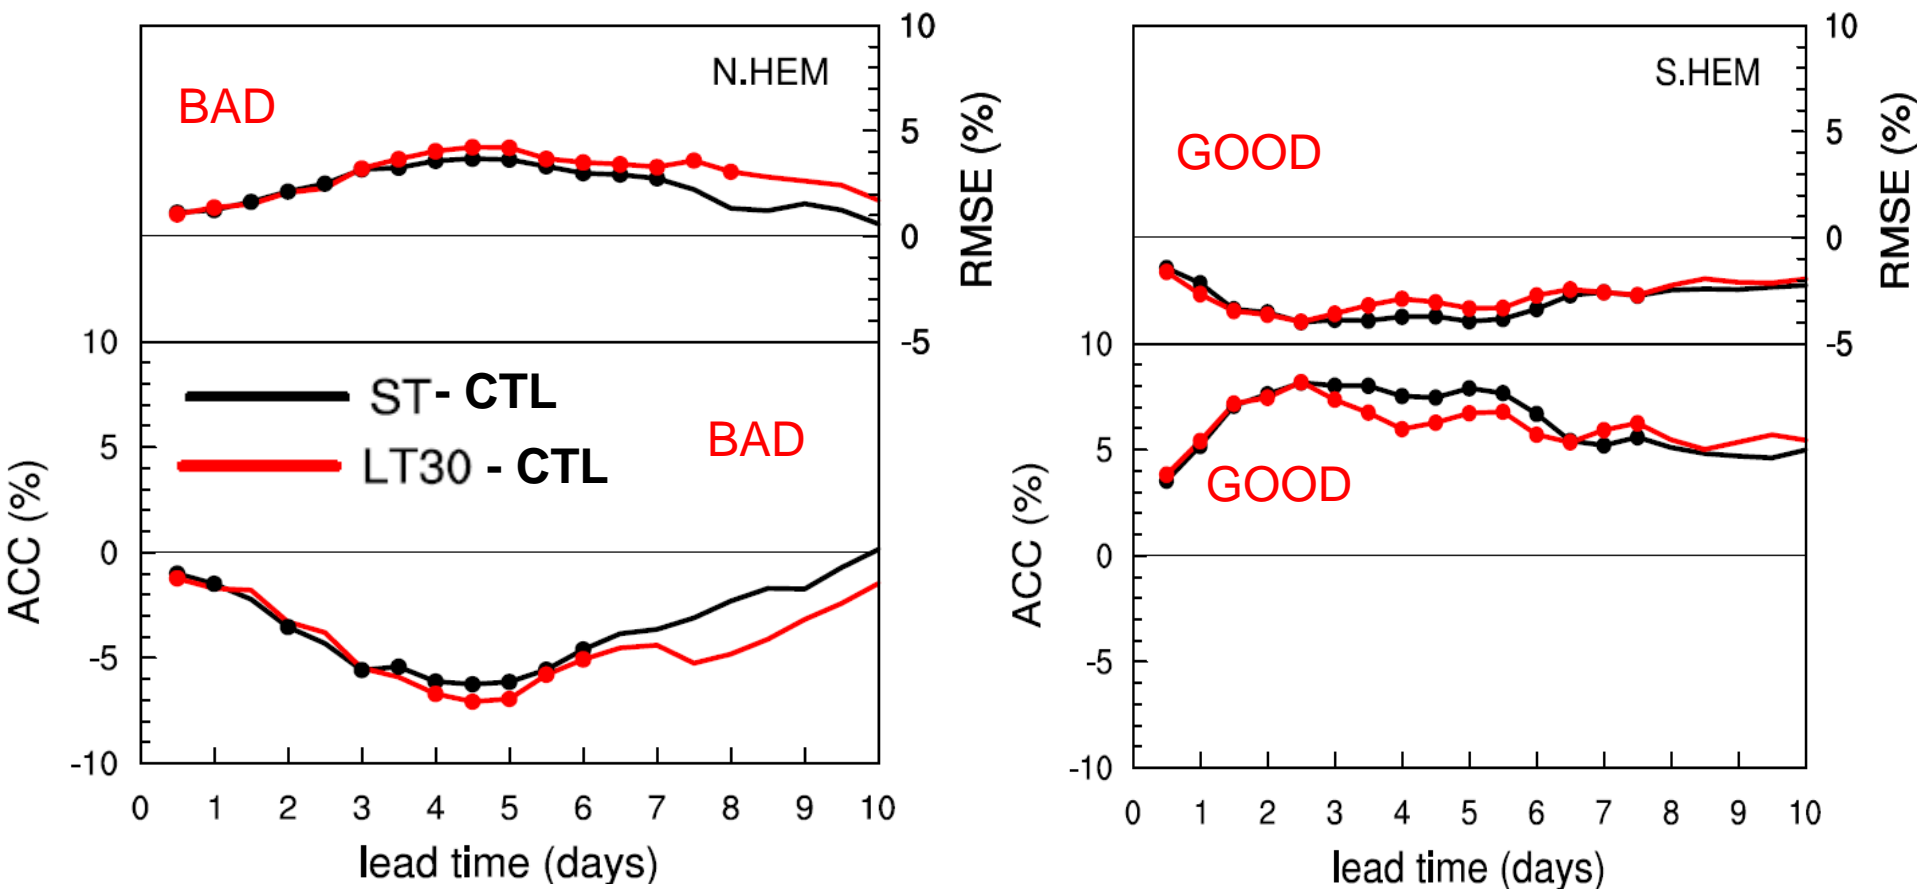 10
N.HEM
BAD
5
RMSE (%)
0
-5
10
ST - CTL
BAD
LT30 - CTL
5
ACC (%)
0
-5
-10
0 1 2 3 4 5 6 7 8 9 10
lead time (days)
10
S.HEM
GOOD
5
RMSE (%)
0
-5
10
5
GOOD
ACC (%)
0
-5
-10
0 1 2 3 4 5 6 7 8 9 10
lead time (days)